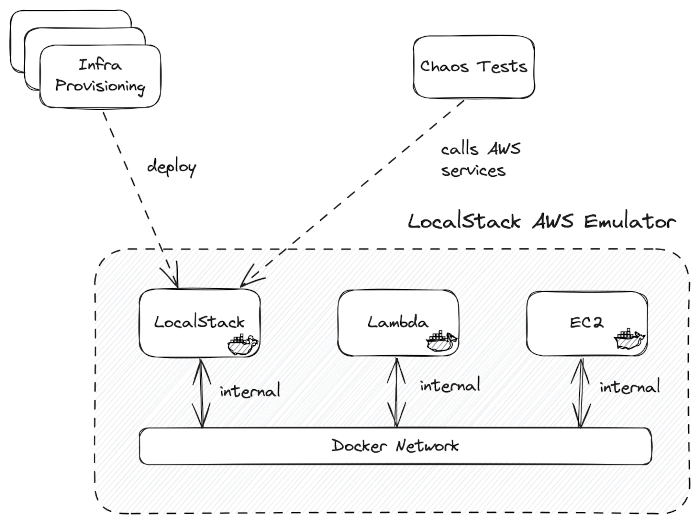 Infra
Provisioning
Chaos Tests
deploy
calls AWS
services
LocalStack AWS Emulator
LocalStack
Lambda
EC2
internal
internal
internal
Docker Network